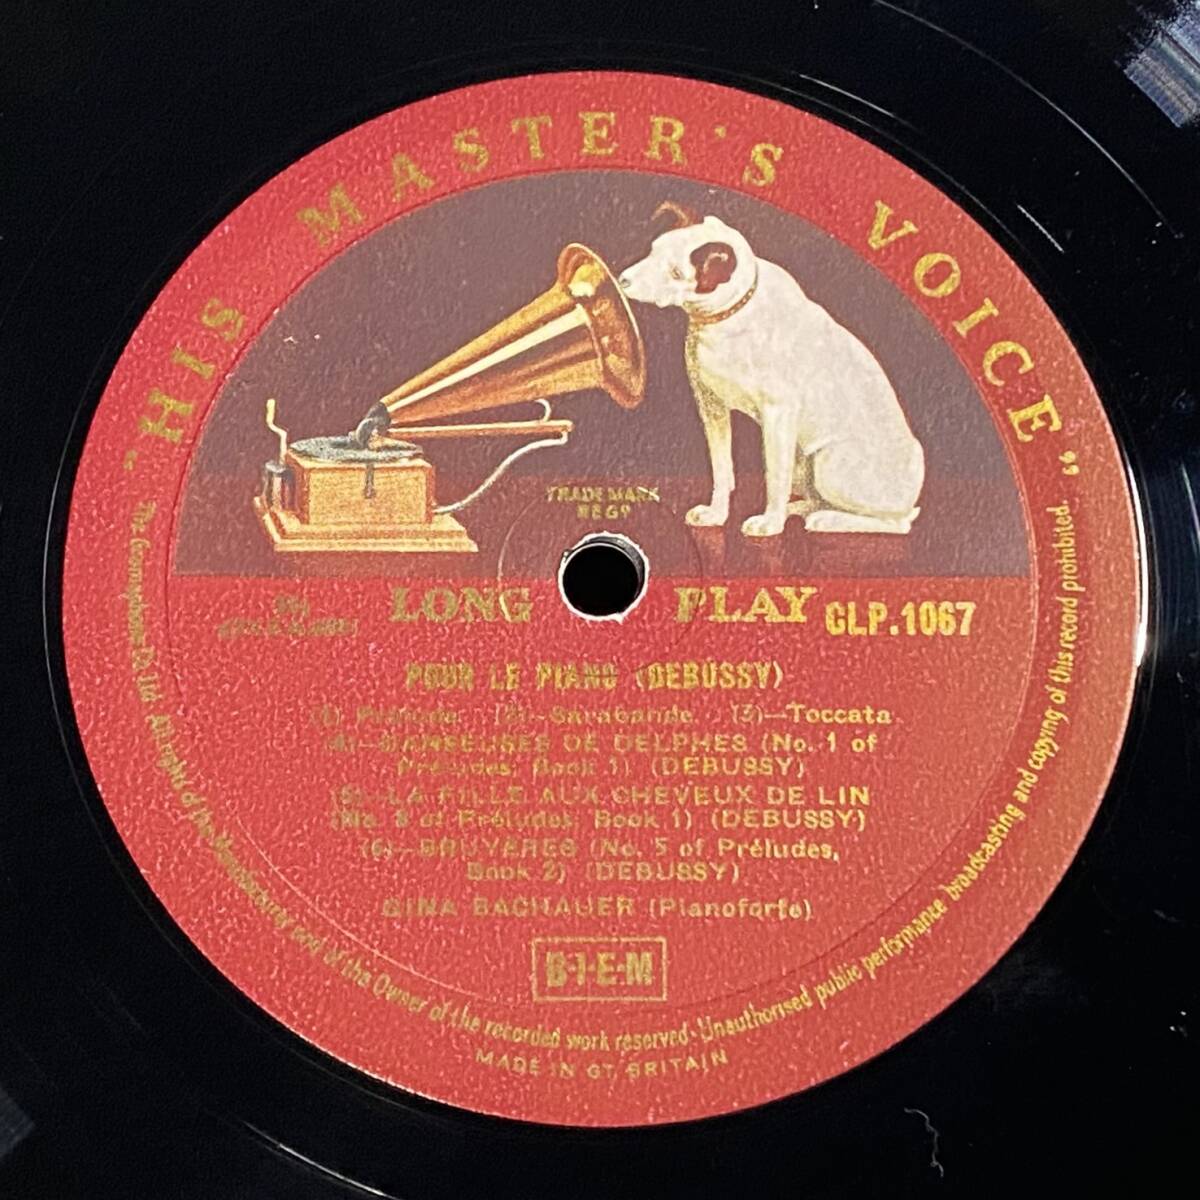 "HIS MASTER'S VOICE"
TRADE MARK
REGD
LONG PLAY CLP.1067
POUR LE PIANO (DEBUSSY)
(1) Prélude. (2)—Sarabande. (3)—Toccata
(4)—DANSEUSES DE DELPHES (No. 1 of
Préludes, Book 1) (DEBUSSY)
(5)—LA FILLE AUX CHEVEUX DE LIN
(No. 8 of Préludes, Book 1) (DEBUSSY)
(6)—BRUYERES (No. 5 of Préludes,
Book 2) (DEBUSSY)
GINA BACHAUER (Pianoforte)
B·I·E·M
The Gramophone Co. Ltd. All rights of the Manufacturer and of the Owner of the recorded work reserved·Unauthorised public performance broadcasting and copying of this record prohibited.
MADE IN GT. BRITAIN